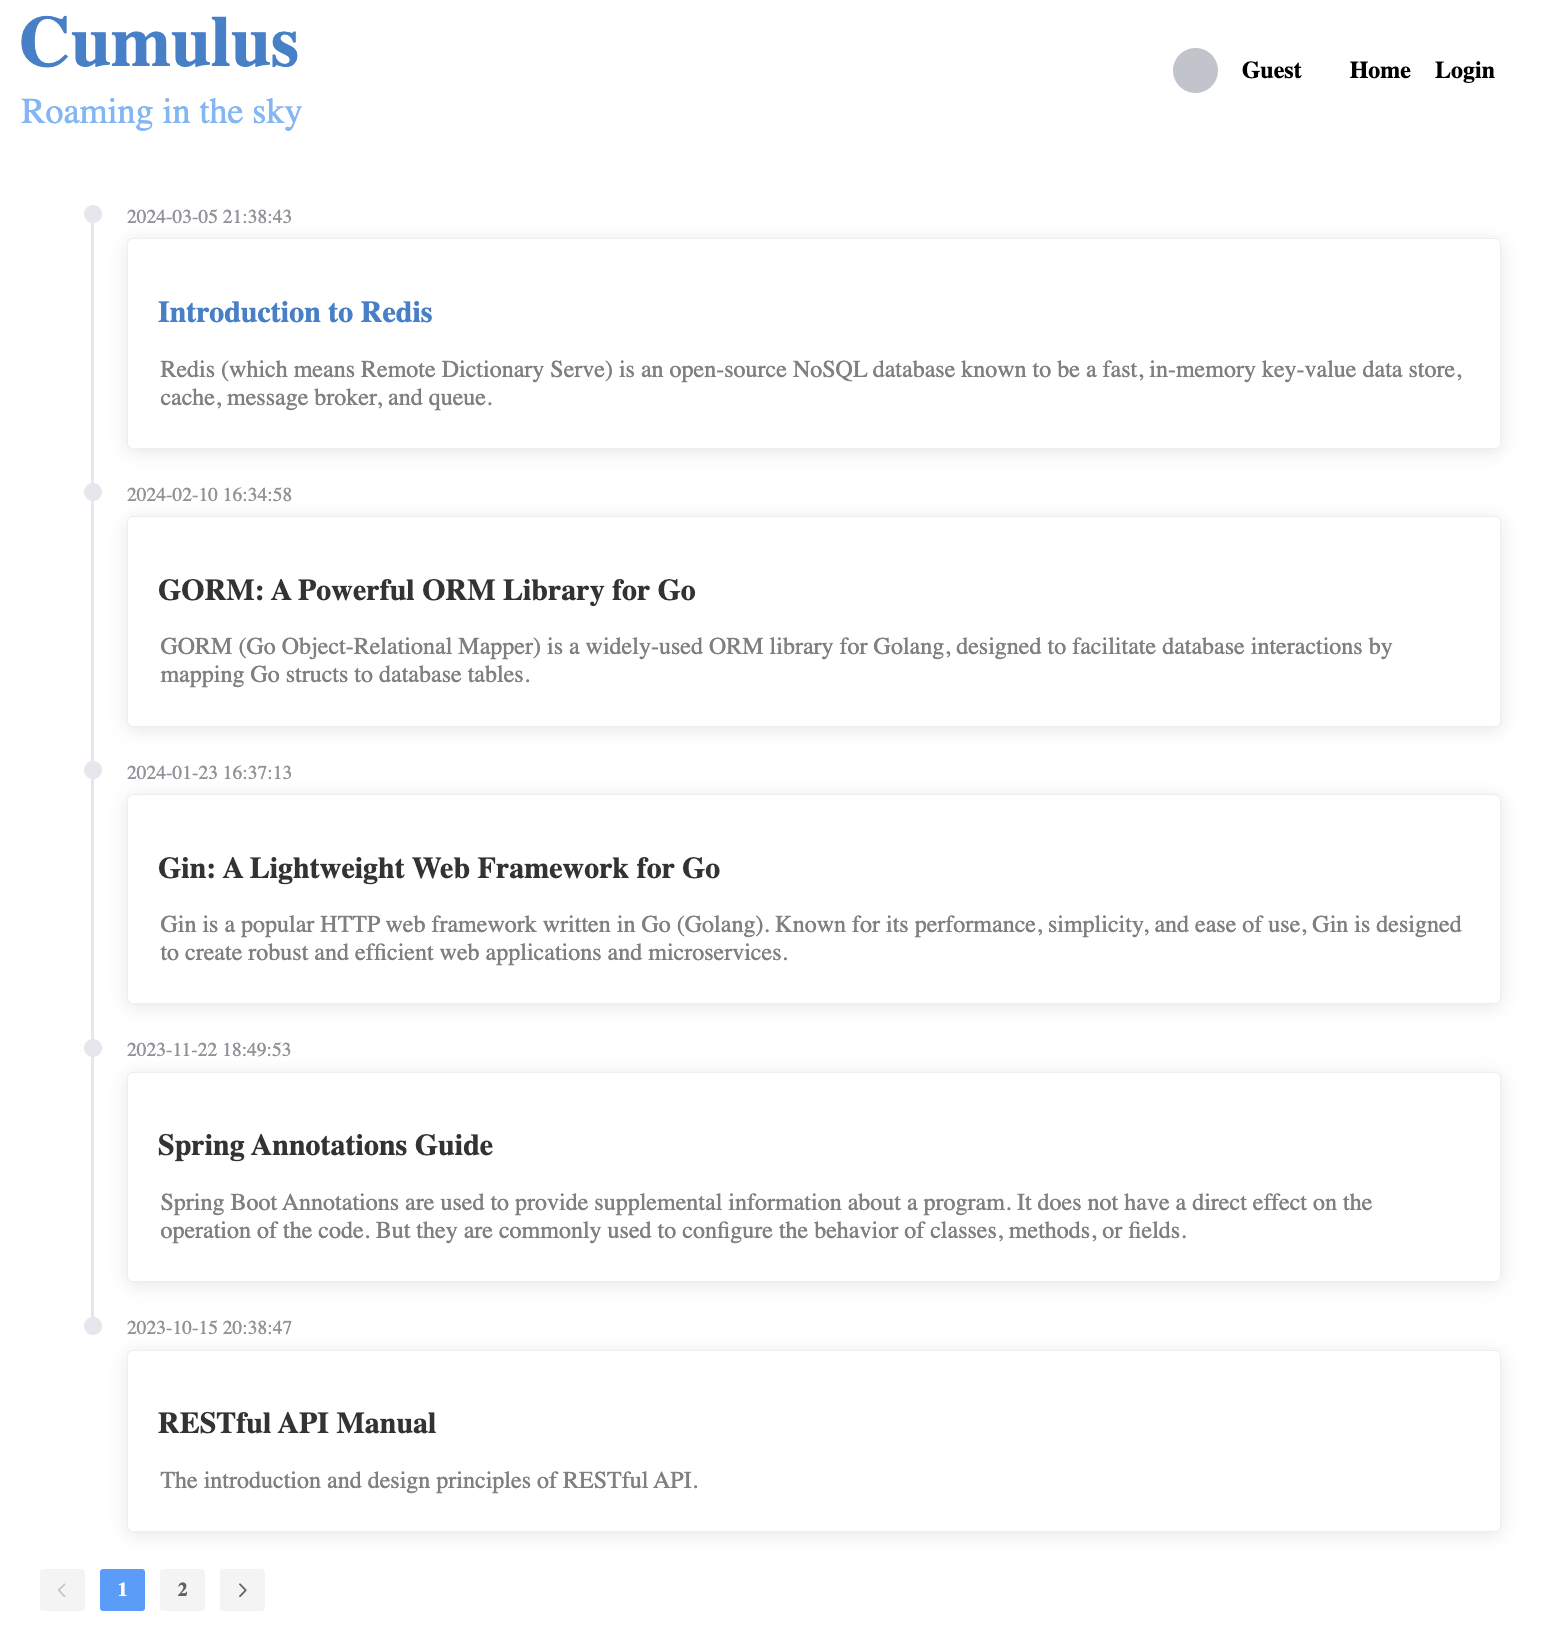 Cumulus
Roaming in the sky
Guest Home Login
2024-03-05 21:38:43
Introduction to Redis
Redis (which means Remote Dictionary Serve) is an open-source NoSQL database known to be a fast, in-memory key-value data store,
cache, message broker, and queue.
2024-02-10 16:34:58
GORM: A Powerful ORM Library for Go
GORM (Go Object-Relational Mapper) is a widely-used ORM library for Golang, designed to facilitate database interactions by
mapping Go structs to database tables.
2024-01-23 16:37:13
Gin: A Lightweight Web Framework for Go
Gin is a popular HTTP web framework written in Go (Golang). Known for its performance, simplicity, and ease of use, Gin is designed
to create robust and efficient web applications and microservices.
2023-11-22 18:49:53
Spring Annotations Guide
Spring Boot Annotations are used to provide supplemental information about a program. It does not have a direct effect on the
operation of the code. But they are commonly used to configure the behavior of classes, methods, or fields.
2023-10-15 20:38:47
RESTful API Manual
The introduction and design principles of RESTful API.
1 2